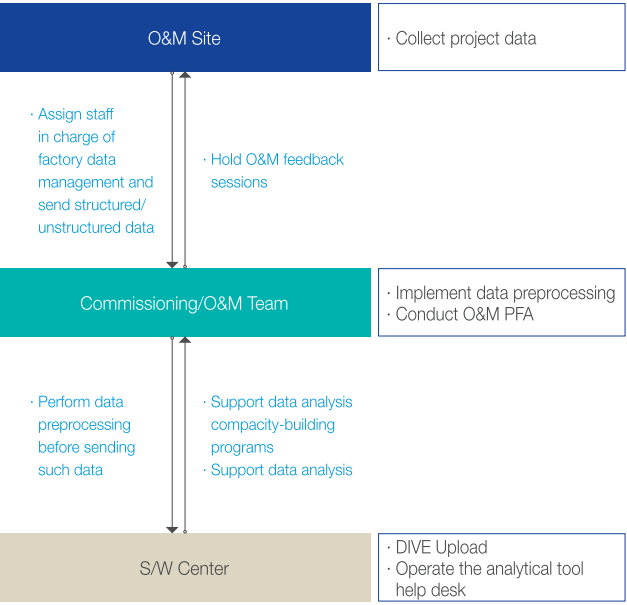 O&M Site
· Collect project data
· Assign staff
in charge of
factory data
management and
send structured/
unstructured data
· Hold O&M feedback
sessions
Commissioning/O&M Team
· Implement data preprocessing
· Conduct O&M PFA
· Perform data
preprocessing
before sending
such data
· Support data analysis
compacity-building
programs
· Support data analysis
S/W Center
· DIVE Upload
· Operate the analytical tool
help desk